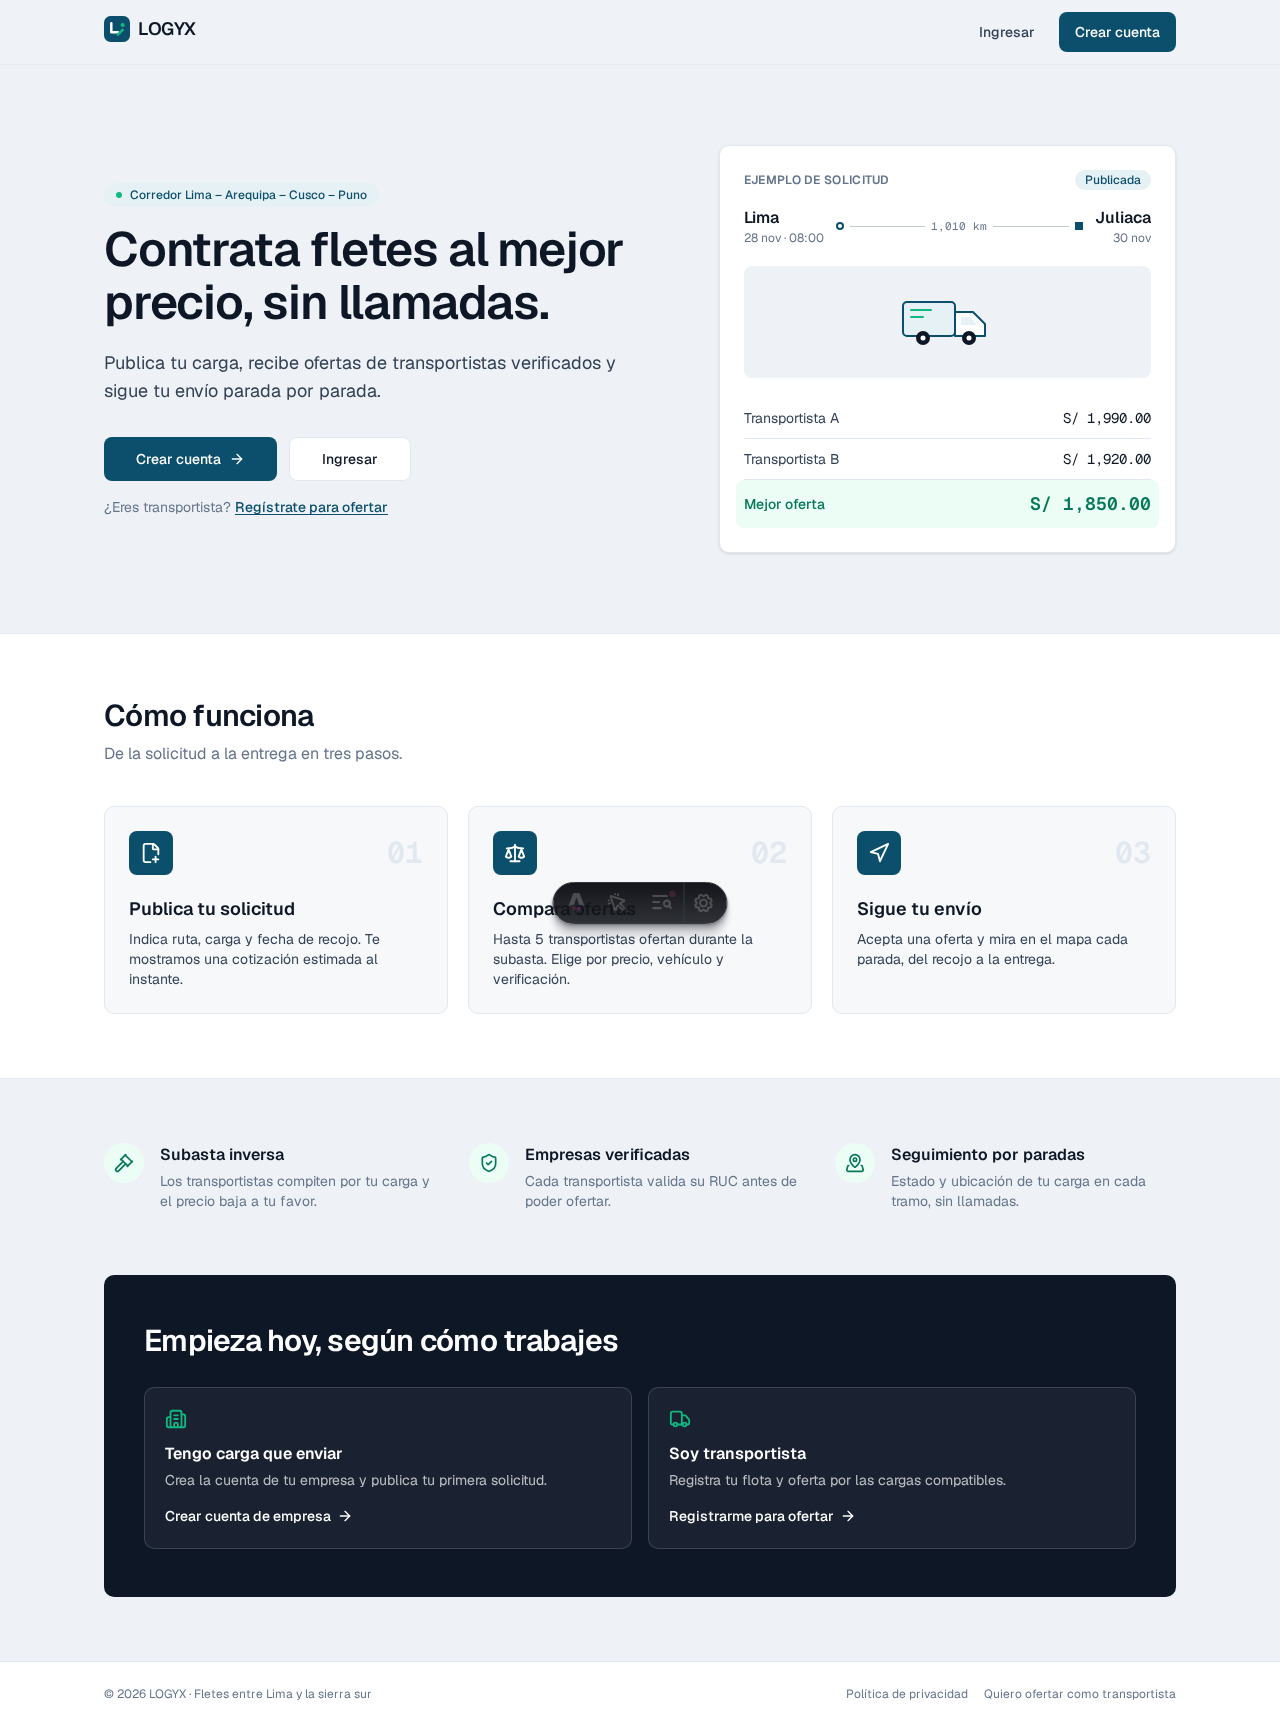 LOGYX
Ingresar
Crear cuenta
Corredor Lima – Arequipa – Cusco – Puno
Contrata fletes al mejor
precio, sin llamadas.
Publica tu carga, recibe ofertas de transportistas verificados y
sigue tu envío parada por parada.
Crear cuenta
Ingresar
¿Eres transportista? Regístrate para ofertar
EJEMPLO DE SOLICITUD
Publicada
Lima
28 nov · 08:00
1,010 km
Juliaca
30 nov
Transportista A
S/ 1,990.00
Transportista B
S/ 1,920.00
Mejor oferta
S/ 1,850.00
Cómo funciona
De la solicitud a la entrega en tres pasos.
01
Publica tu solicitud
Indica ruta, carga y fecha de recojo. Te
mostramos una cotización estimada al
instante.
02
Compara ofertas
Hasta 5 transportistas ofertan durante la
subasta. Elige por precio, vehículo y
verificación.
03
Sigue tu envío
Acepta una oferta y mira en el mapa cada
parada, del recojo a la entrega.
Subasta inversa
Los transportistas compiten por tu carga y
el precio baja a tu favor.
Empresas verificadas
Cada transportista valida su RUC antes de
poder ofertar.
Seguimiento por paradas
Estado y ubicación de tu carga en cada
tramo, sin llamadas.
Empieza hoy, según cómo trabajes
Tengo carga que enviar
Crea la cuenta de tu empresa y publica tu primera solicitud.
Crear cuenta de empresa
Soy transportista
Registra tu flota y oferta por las cargas compatibles.
Registrarme para ofertar
© 2026 LOGYX · Fletes entre Lima y la sierra sur
Política de privacidad
Quiero ofertar como transportista